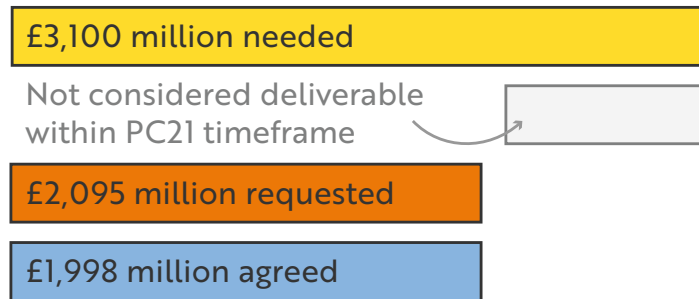 £3,100 million needed
Not considered deliverable
within PC21 timeframe
£2,095 million requested
£1,998 million agreed